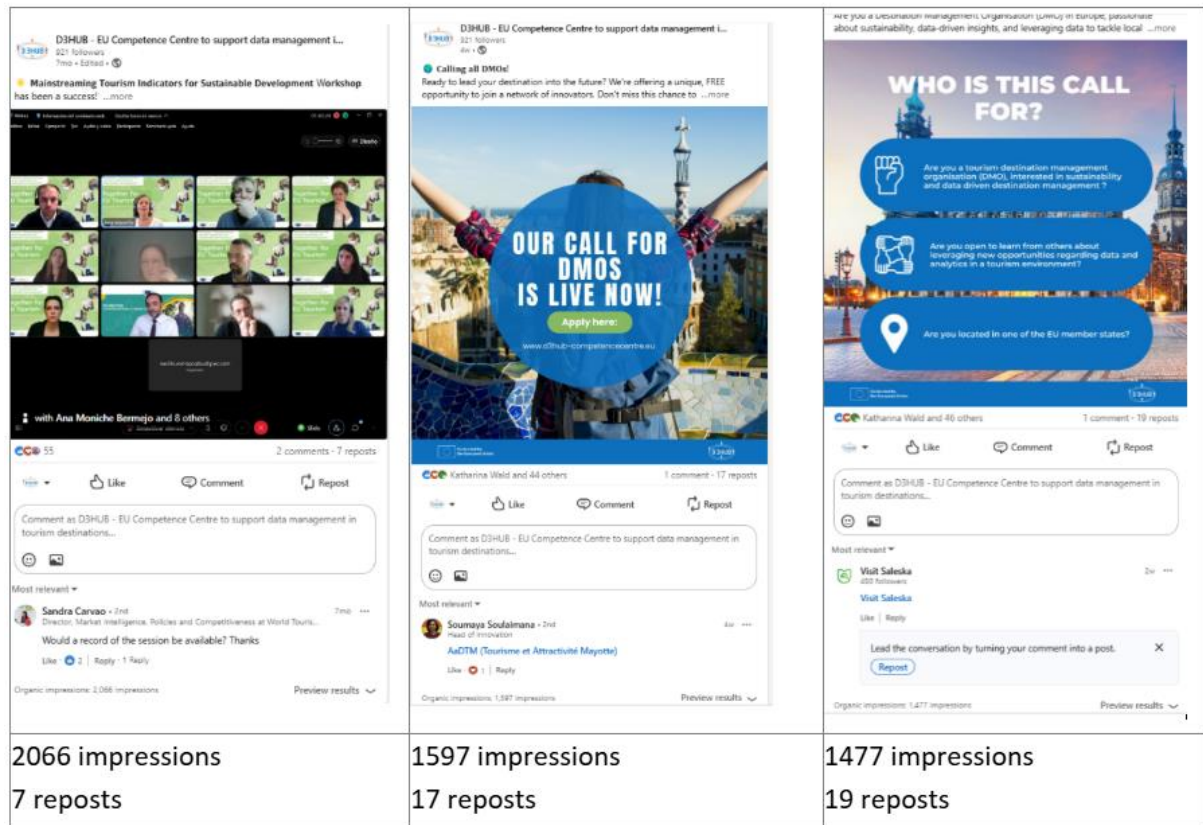 D3HUB - EU Competence Centre to support data management i...
821 followers
7mo • Edited •
Mainstreaming Tourism Indicators for Sustainable Development Workshop
has been a success! ...more
with Ana Moniche Bermejo and 8 others
55
2 comments - 7 reposts
Like
Comment
Repost
Comment as D3HUB - EU Competence Centre to support data management in
tourism destinations...
Most relevant
Sandra Carvao • 2nd
7mo
Director, Market Intelligence, Policies and Competitiveness at World Touris...
Would a record of the session be available? Thanks
Like · 2 | Reply · 1 Reply
Organic impressions: 2,066 impressions
Preview results
2066 impressions
7 reposts
D3HUB - EU Competence Centre to support data management i...
821 followers
4w •
Calling all DMOs!
Ready to lead your destination into the future? We're offering a unique, FREE
opportunity to join a network of innovators. Don't miss this chance to ...more
OUR CALL FOR
DMOS
IS LIVE NOW!
Apply here:
www.d3hub-competencecentre.eu
Katharina Wald and 44 others
1 comment - 17 reposts
Like
Comment
Repost
Comment as D3HUB - EU Competence Centre to support data management in
tourism destinations...
Most relevant
Soumaya Soulaimana • 2nd
4w
Head of Innovation
AaDTM (Tourisme et Attractivité Mayotte)
Like · 1 | Reply
Organic impressions: 1,597 impressions
Preview results
1597 impressions
17 reposts
Are you a Destination Management Organisation (DMO) in Europe, passionate
about sustainability, data-driven insights, and leveraging data to tackle local ...more
WHO IS THIS CALL
FOR?
Are you a tourism destination management
organisation (DMO), interested in sustainability
and data driven destination management ?
Are you open to learn from others about
leveraging new opportunities regarding data and
analytics in a tourism environment?
Are you located in one of the EU member states?
Katharina Wald and 46 others
1 comment - 19 reposts
Like
Comment
Repost
Comment as D3HUB - EU Competence Centre to support data management in
tourism destinations...
Most relevant
Visit Saleska
2w
Visit Saleska
Like | Reply
Lead the conversation by turning your comment into a post.
Repost
Organic impressions: 1,477 impressions
Preview results
1477 impressions
19 reposts